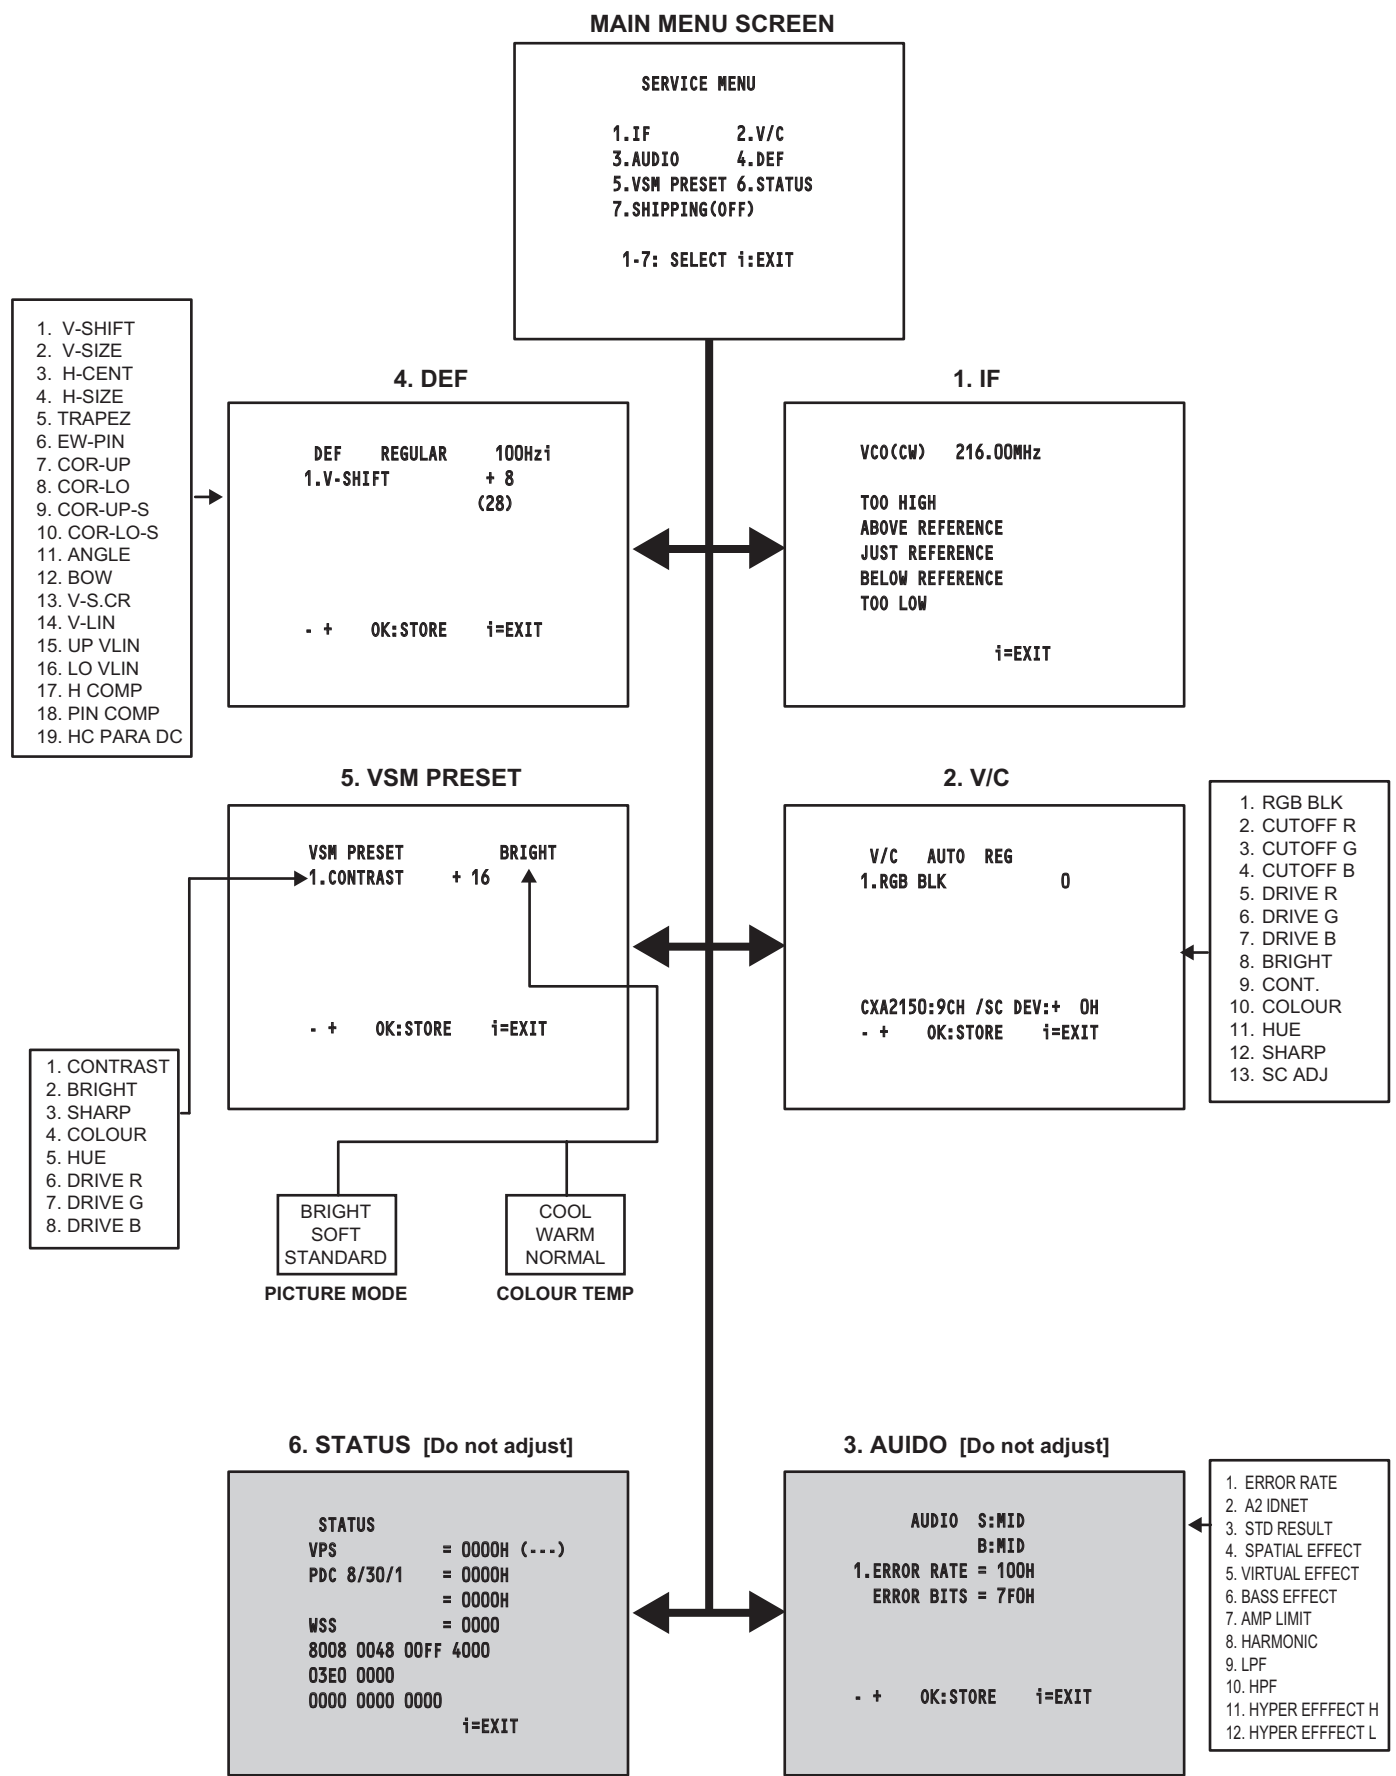 MAIN MENU SCREEN
SERVICE MENU
1.IF 2.V/C
3.AUDIO 4.DEF
5.VSM PRESET 6.STATUS
7.SHIPPING(OFF)
1-7: SELECT i:EXIT
1. V-SHIFT
2. V-SIZE
3. H-CENT
4. H-SIZE
5. TRAPEZ
6. EW-PIN
7. COR-UP
8. COR-LO
9. COR-UP-S
10. COR-LO-S
11. ANGLE
12. BOW
13. V-S.CR
14. V-LIN
15. UP VLIN
16. LO VLIN
17. H COMP
18. PIN COMP
19. HC PARA DC
4. DEF
DEF REGULAR 100Hzi
1.V-SHIFT + 8
(28)
- + OK:STORE i=EXIT
1. IF
VCO(CW) 216.00MHz
TOO HIGH
ABOVE REFERENCE
JUST REFERENCE
BELOW REFERENCE
TOO LOW
i=EXIT
5. VSM PRESET
VSM PRESET BRIGHT
1.CONTRAST + 16
- + OK:STORE i=EXIT
1. CONTRAST
2. BRIGHT
3. SHARP
4. COLOUR
5. HUE
6. DRIVE R
7. DRIVE G
8. DRIVE B
BRIGHT
SOFT
STANDARD
PICTURE MODE
COOL
WARM
NORMAL
COLOUR TEMP
2. V/C
V/C AUTO REG
1.RGB BLK 0
CXA2150:9CH /SC DEV:+ 0H
- + OK:STORE i=EXIT
1. RGB BLK
2. CUTOFF R
3. CUTOFF G
4. CUTOFF B
5. DRIVE R
6. DRIVE G
7. DRIVE B
8. BRIGHT
9. CONT.
10. COLOUR
11. HUE
12. SHARP
13. SC ADJ
6. STATUS [Do not adjust]
STATUS
VPS = 0000H (---)
PDC 8/30/1 = 0000H
= 0000H
WSS = 0000
8008 0048 00FF 4000
03E0 0000
0000 0000 0000
i=EXIT
3. AUIDO [Do not adjust]
AUDIO S:MID
B:MID
1.ERROR RATE = 100H
ERROR BITS = 7F0H
- + OK:STORE i=EXIT
1. ERROR RATE
2. A2 IDNET
3. STD RESULT
4. SPATIAL EFFECT
5. VIRTUAL EFFECT
6. BASS EFFECT
7. AMP LIMIT
8. HARMONIC
9. LPF
10. HPF
11. HYPER EFFFECT H
12. HYPER EFFFECT L